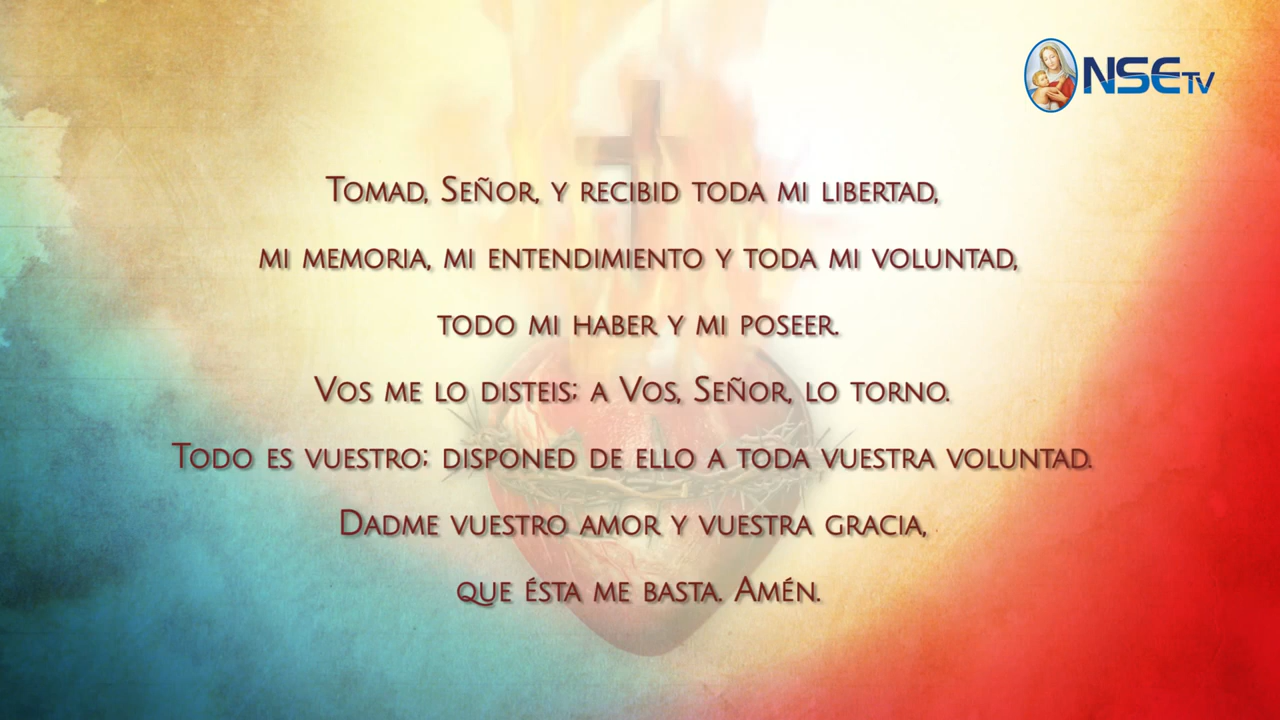 NSETV
Tomad, Señor, y recibid toda mi libertad,
mi memoria, mi entendimiento y toda mi voluntad,
todo mi haber y mi poseer.
Vos me lo disteis; a Vos, Señor, lo torno.
Todo es vuestro; disponed de ello a toda vuestra voluntad.
Dadme vuestro amor y vuestra gracia,
que ésta me basta. Amén.